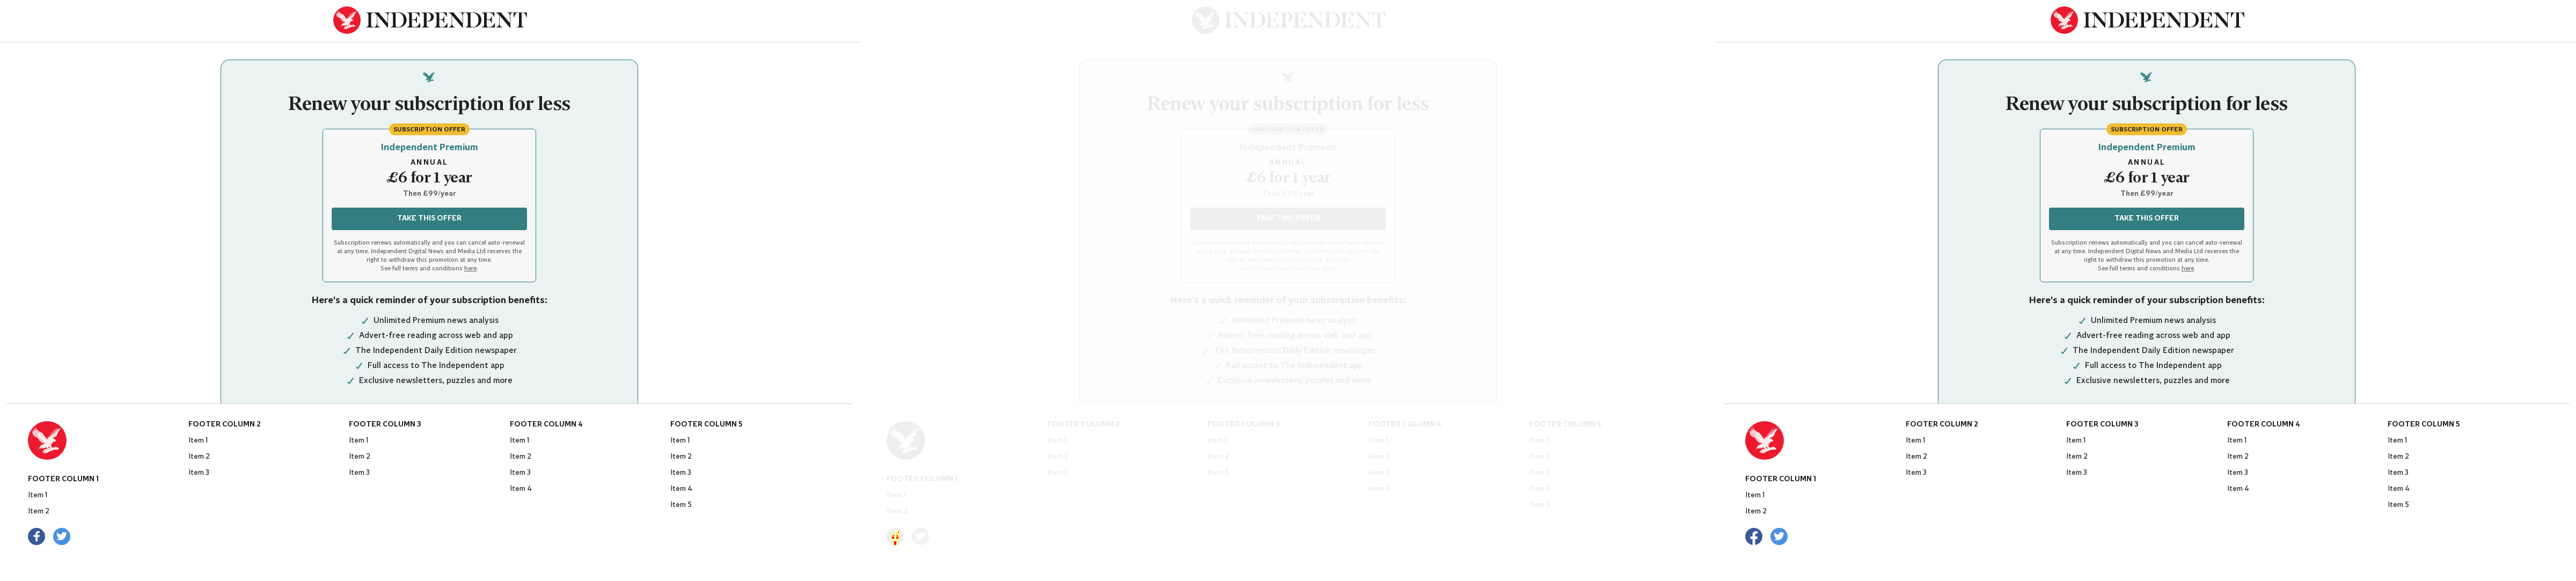 INDEPENDENT
Renew your subscription for less
SUBSCRIPTION OFFER
Independent Premium
ANNUAL
£6 for 1 year
Then £99/year
TAKE THIS OFFER
Subscription renews automatically and you can cancel auto-renewal
at any time. Independent Digital News and Media Ltd reserves the
right to withdraw this promotion at any time.
See full terms and conditions here.
Here's a quick reminder of your subscription benefits:
Unlimited Premium news analysis
Advert-free reading across web and app
The Independent Daily Edition newspaper
Full access to The Independent app
Exclusive newsletters, puzzles and more
FOOTER COLUMN 1
Item 1
Item 2
FOOTER COLUMN 2
Item 1
Item 2
Item 3
FOOTER COLUMN 3
Item 1
Item 2
Item 3
FOOTER COLUMN 4
Item 1
Item 2
Item 3
Item 4
FOOTER COLUMN 5
Item 1
Item 2
Item 3
Item 4
Item 5
INDEPENDENT
Renew your subscription for less
SUBSCRIPTION OFFER
Independent Premium
ANNUAL
£6 for 1 year
Then £99/year
TAKE THIS OFFER
Subscription renews automatically and you can cancel auto-renewal
at any time. Independent Digital News and Media Ltd reserves the
right to withdraw this promotion at any time.
See full terms and conditions here.
Here's a quick reminder of your subscription benefits:
Unlimited Premium news analysis
Advert-free reading across web and app
The Independent Daily Edition newspaper
Full access to The Independent app
Exclusive newsletters, puzzles and more
FOOTER COLUMN 1
Item 1
Item 2
FOOTER COLUMN 2
Item 1
Item 2
Item 3
FOOTER COLUMN 3
Item 1
Item 2
Item 3
FOOTER COLUMN 4
Item 1
Item 2
Item 3
Item 4
FOOTER COLUMN 5
Item 1
Item 2
Item 3
Item 4
Item 5
INDEPENDENT
Renew your subscription for less
SUBSCRIPTION OFFER
Independent Premium
ANNUAL
£6 for 1 year
Then £99/year
TAKE THIS OFFER
Subscription renews automatically and you can cancel auto-renewal
at any time. Independent Digital News and Media Ltd reserves the
right to withdraw this promotion at any time.
See full terms and conditions here.
Here's a quick reminder of your subscription benefits:
Unlimited Premium news analysis
Advert-free reading across web and app
The Independent Daily Edition newspaper
Full access to The Independent app
Exclusive newsletters, puzzles and more
FOOTER COLUMN 1
Item 1
Item 2
FOOTER COLUMN 2
Item 1
Item 2
Item 3
FOOTER COLUMN 3
Item 1
Item 2
Item 3
FOOTER COLUMN 4
Item 1
Item 2
Item 3
Item 4
FOOTER COLUMN 5
Item 1
Item 2
Item 3
Item 4
Item 5